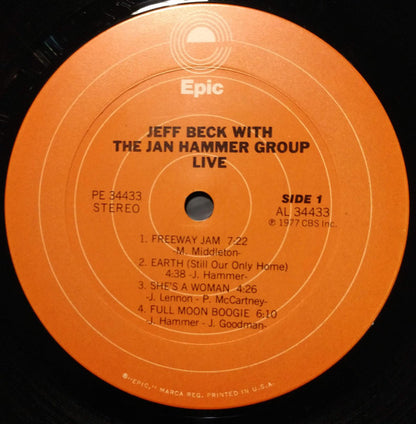 Epic
JEFF BECK WITH
THE JAN HAMMER GROUP
LIVE
PE 34433
STEREO
SIDE 1
AL 34433
℗ 1977 CBS Inc.
1. FREEWAY JAM 7:22
-M. Middleton-
2. EARTH (Still Our Only Home)
4:38 -J. Hammer-
3. SHE'S A WOMAN 4:26
-J. Lennon - P. McCartney-
4. FULL MOON BOOGIE 6:10
-J. Hammer - J. Goodman-
©"EPIC," MARCA REG. PRINTED IN U.S.A.